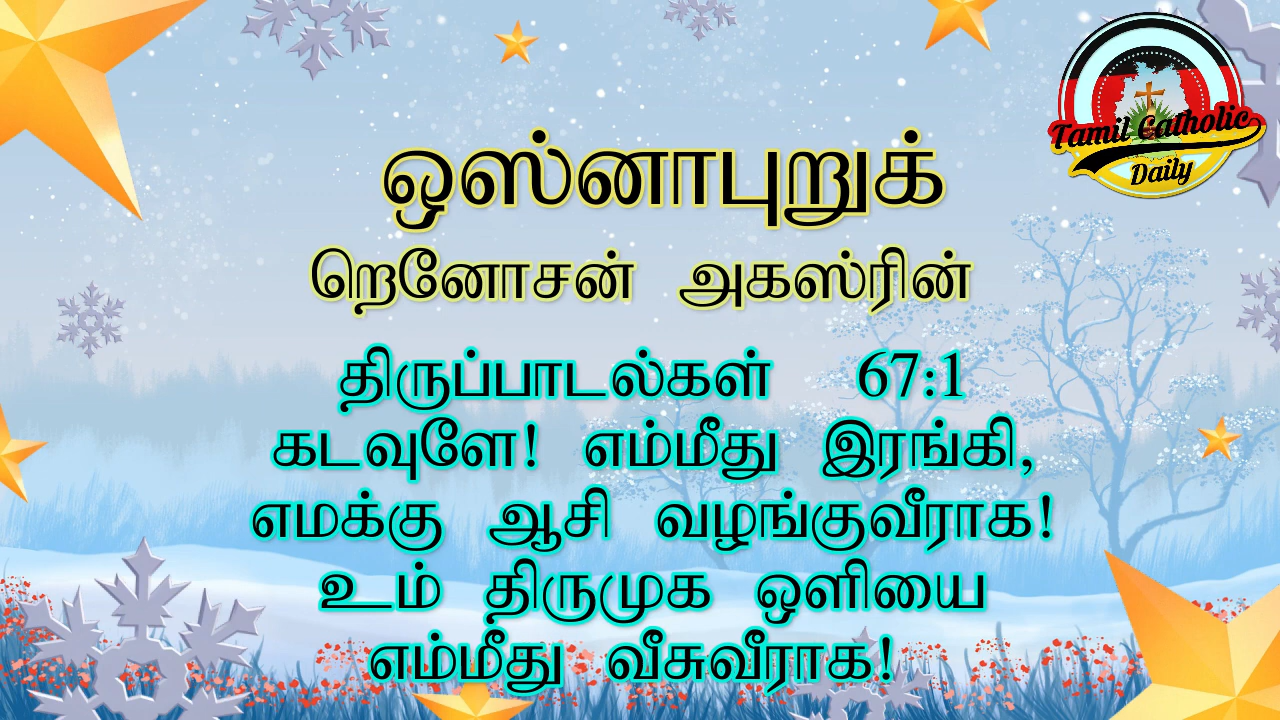 Tamil Catholic
Daily
ஒஸ்னாபுறுக்
றெனோசன் அகஸ்ரின்
திருப்பாடல்கள் 67:1
கடவுளே! எம்மீது இரங்கி,
எமக்கு ஆசி வழங்குவீராக!
உம் திருமுக ஒளியை
எம்மீது வீசுவீராக!